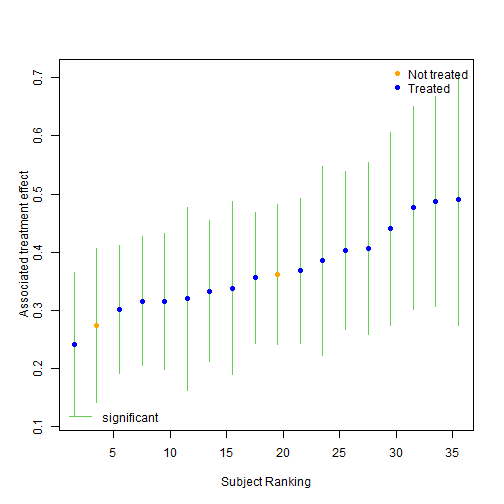 Not treated
Treated
0.7
0.6
0.5
0.4
0.3
0.2
0.1
Associated treatment effect
significant
5 10 15 20 25 30 35
Subject Ranking